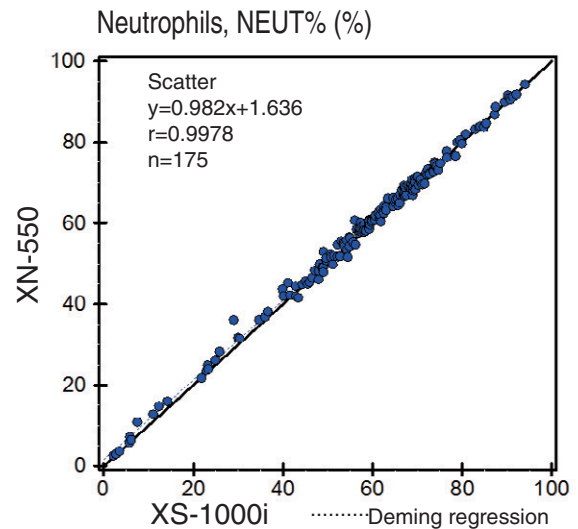 Neutrophils, NEUT% (%)
100
Scatter
y=0.982x+1.636
r=0.9978
n=175
80
60
XN-550
40
20
0
0 20 40 60 80 100
XS-1000i
Deming regression